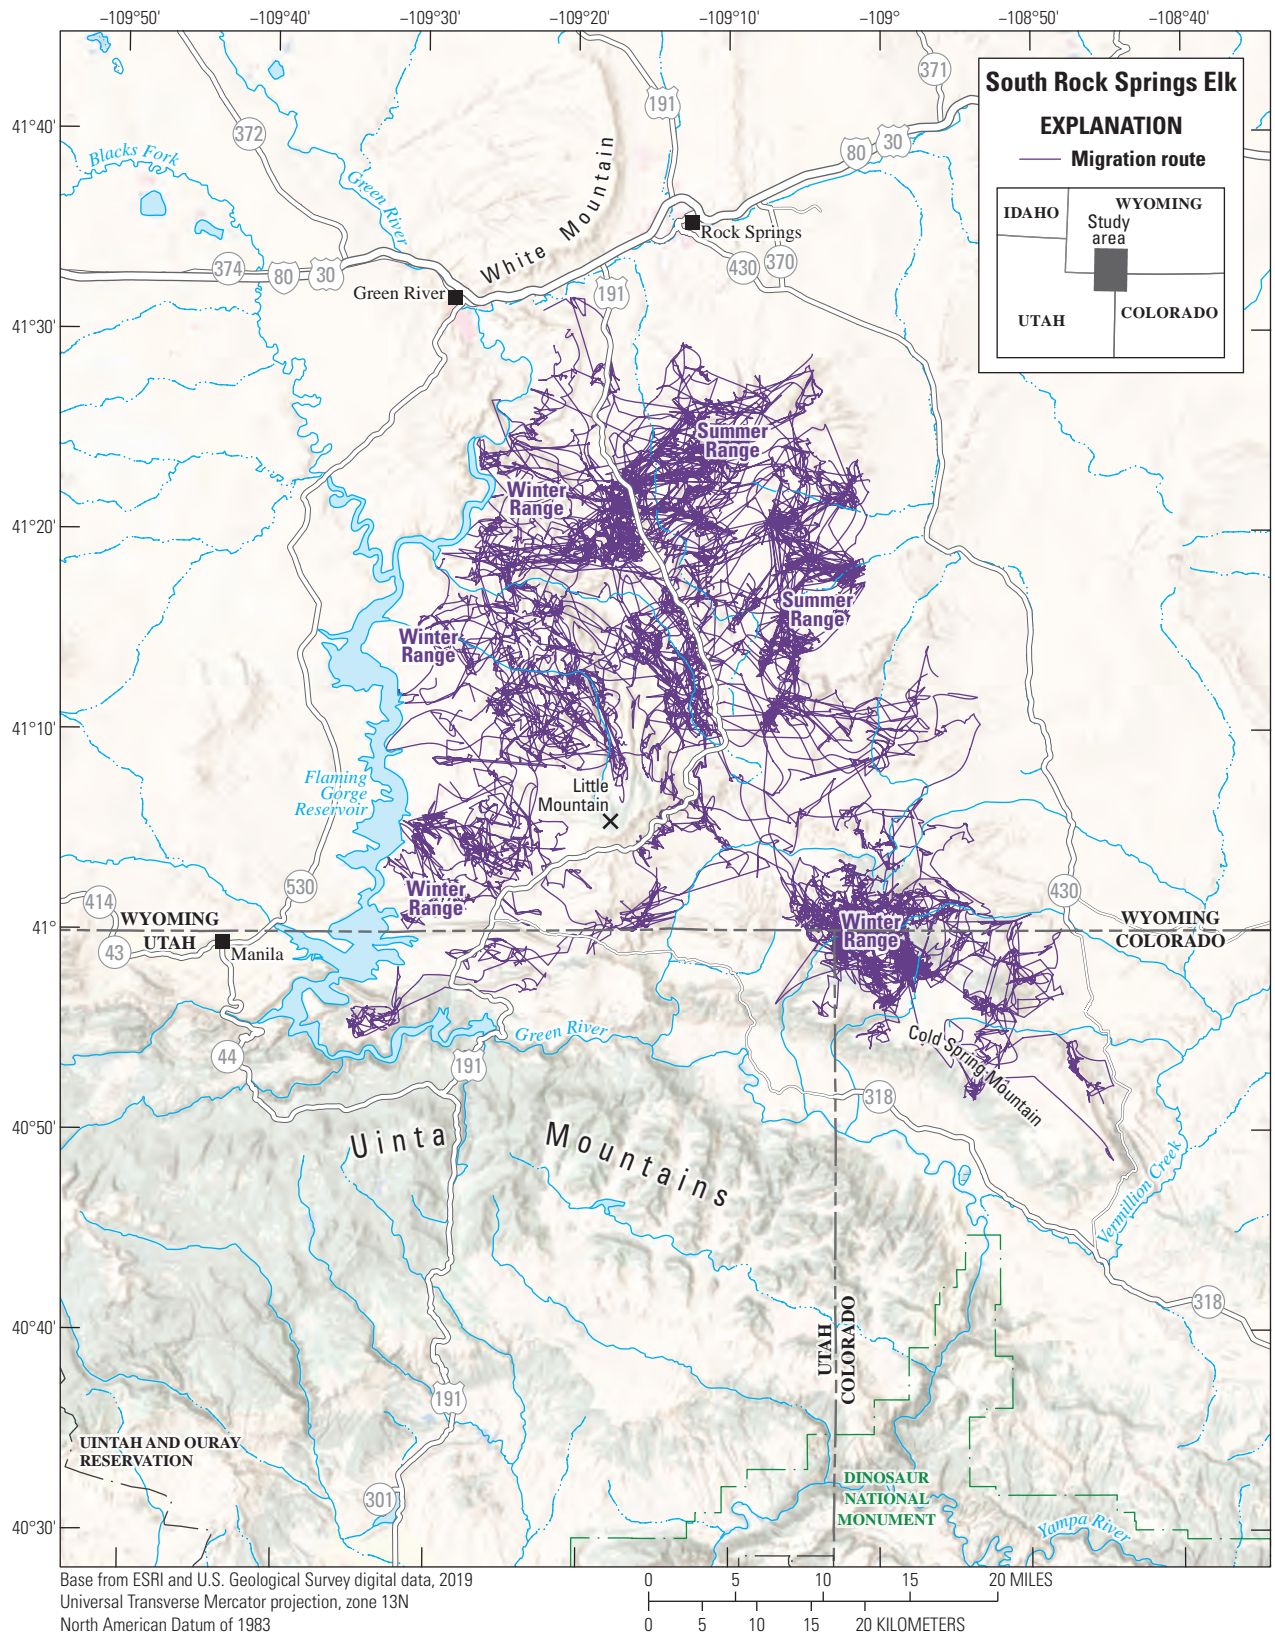 –109°50'
–109°40'
–109°30'
–109°20'
–109°10'
–109°
–108°50'
–108°40'
South Rock Springs Elk
EXPLANATION
Migration route
IDAHO
WYOMING
Study
area
UTAH
COLORADO
371
191
372
41°40'
80
30
Blacks Fork
Green River
White Mountain
Rock Springs
374
80
30
430
370
Green River
191
41°30'
Summer
Range
Winter
Range
41°20'
Summer
Range
Winter
Range
41°10'
Flaming
Gorge
Reservoir
Little
Mountain
530
430
414
Winter
Range
WYOMING
UTAH
41°
Winter
Range
WYOMING
COLORADO
43
Manila
Green River
Cold Spring Mountain
44
191
318
40°50'
Uinta Mountains
Vermillion Creek
318
40°40'
UTAH
COLORADO
191
UINTAH AND OURAY
RESERVATION
DINOSAUR
NATIONAL
MONUMENT
301
Yampa River
40°30'
Base from ESRI and U.S. Geological Survey digital data, 2019
Universal Transverse Mercator projection, zone 13N
North American Datum of 1983
0 5 10 15 20 MILES
0 5 10 15 20 KILOMETERS